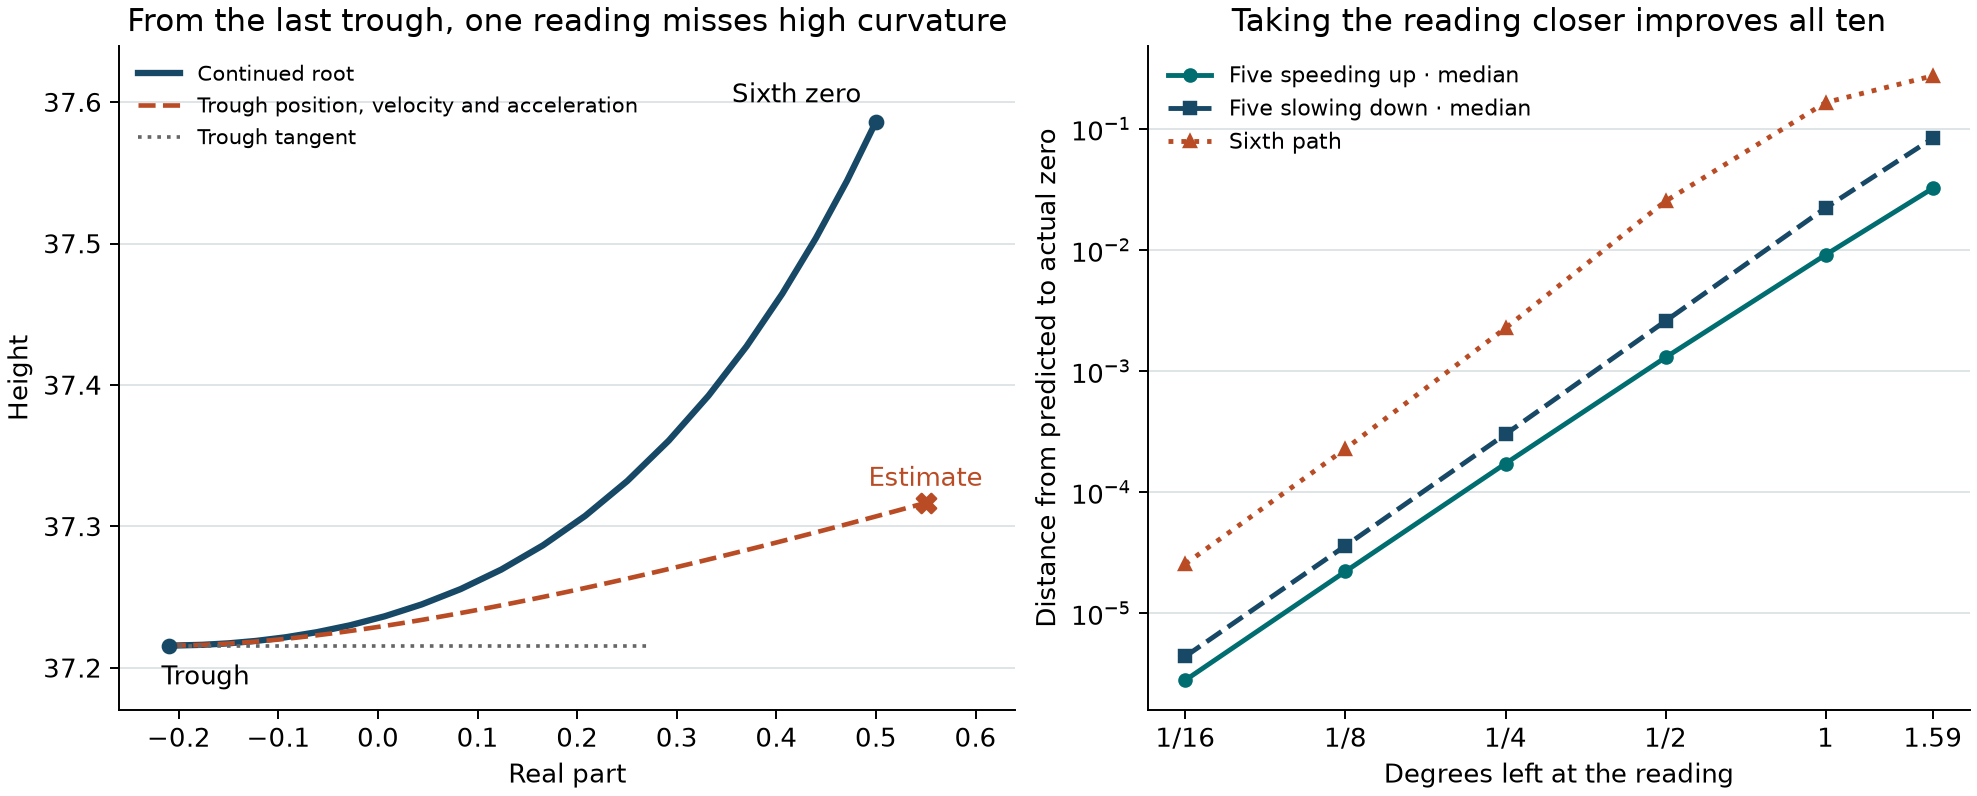 From the last trough, one reading misses high curvature
Continued root
Trough position, velocity and acceleration
Trough tangent
Sixth zero
Estimate
Trough
Height
37.6
37.5
37.4
37.3
37.2
−0.2 −0.1 0.0 0.1 0.2 0.3 0.4 0.5 0.6
Real part
Taking the reading closer improves all ten
Five speeding up · median
Five slowing down · median
Sixth path
Distance from predicted to actual zero
10⁻¹
10⁻²
10⁻³
10⁻⁴
10⁻⁵
1/16 1/8 1/4 1/2 1 1.59
Degrees left at the reading